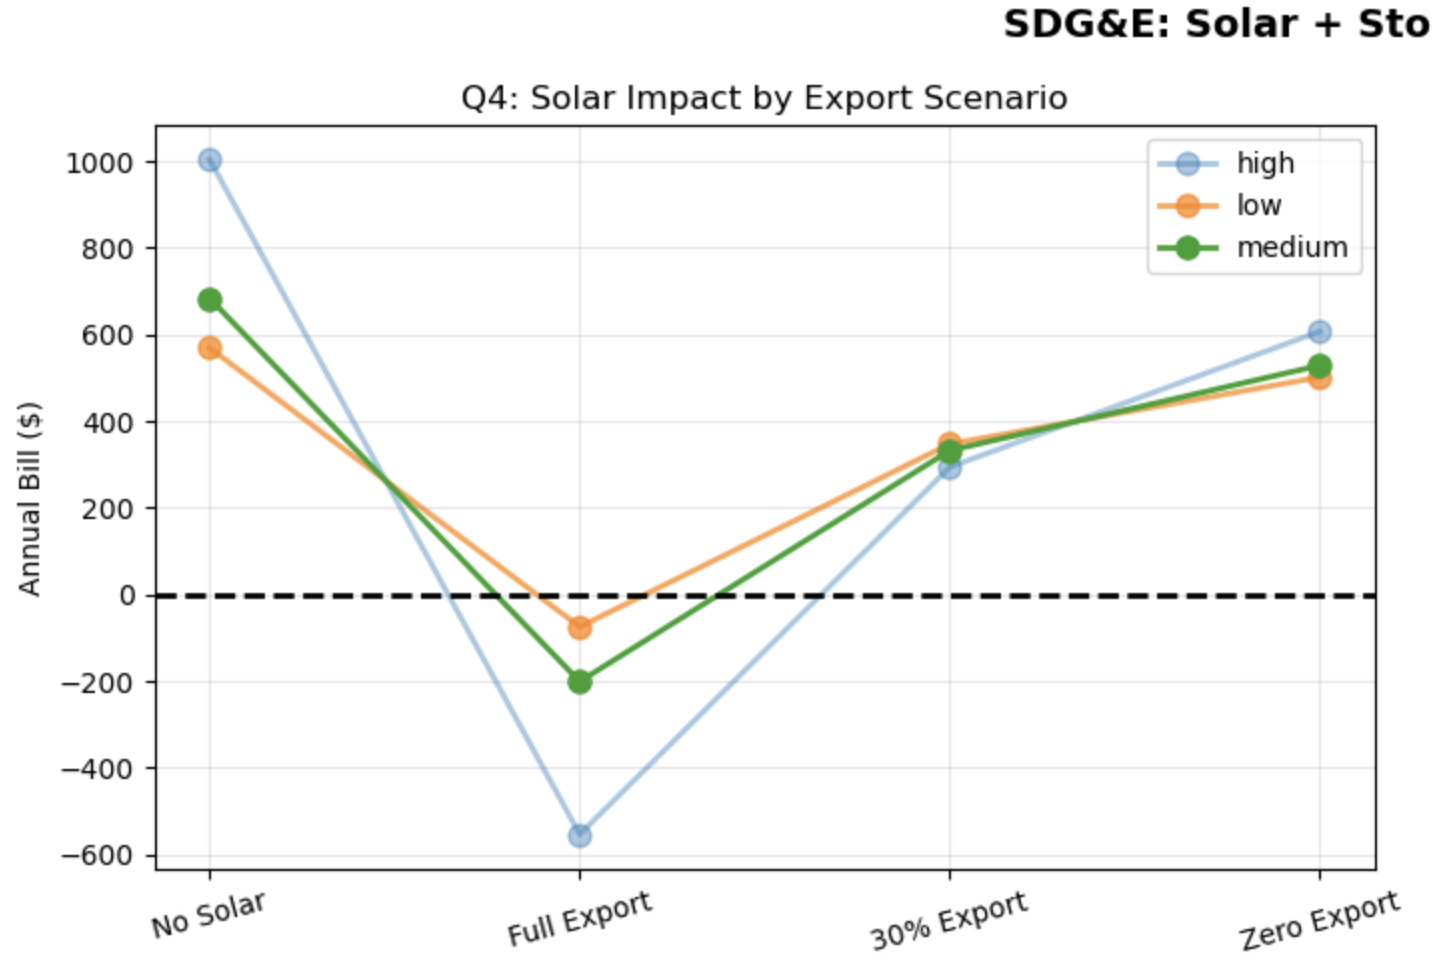 SDG&E: Solar + Sto
Q4: Solar Impact by Export Scenario
high
low
medium
1000
800
600
400
200
0
−200
−400
−600
Annual Bill ($)
No Solar
Full Export
30% Export
Zero Export